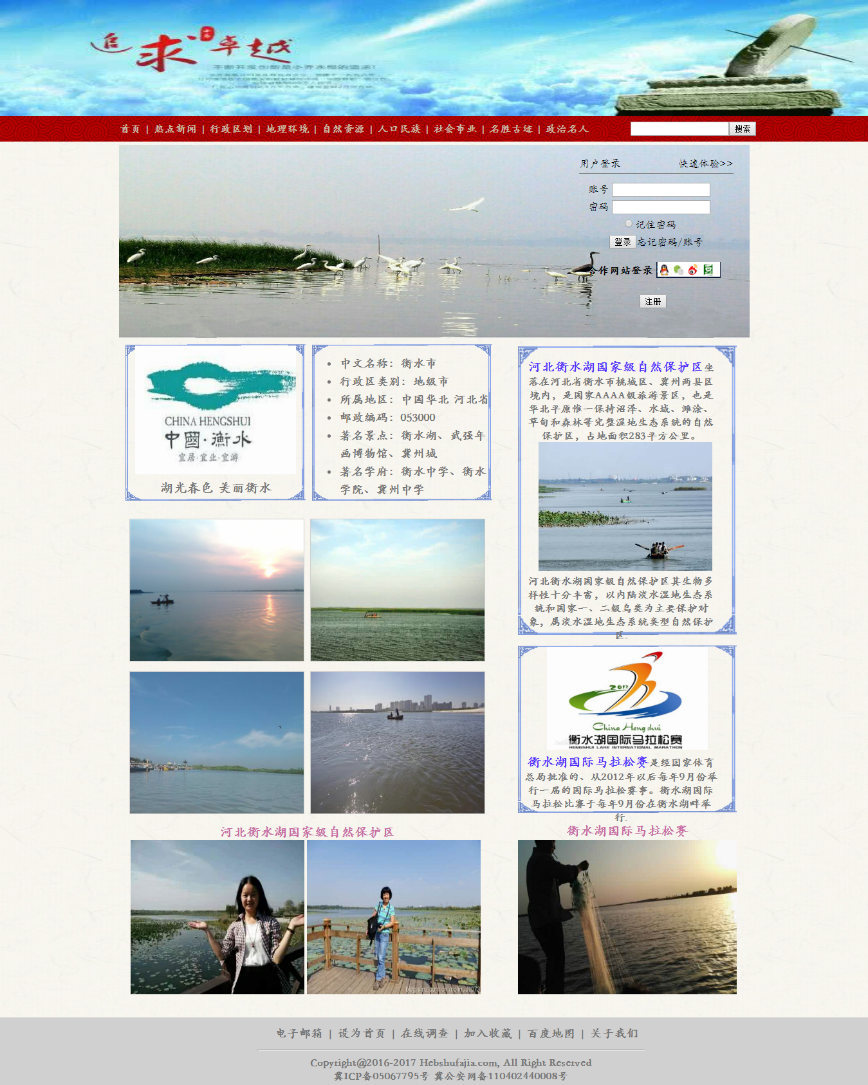 追求卓越
首页 | 热点新闻 | 行政区划 | 地理环境 | 自然资源 | 人口民族 | 社会事业 | 名胜古迹 | 政治名人
搜索
用户登录 快速体验>>
账号
密码
记住密码
登录 忘记密码/账号
合作网站登录
注册
CHINA HENGSHUI
中國·衡水
宜居·宜业·宜游
湖光春色 美丽衡水
• 中文名称：衡水市
• 行政区类别：地级市
• 所属地区：中国华北 河北省
• 邮政编码：053000
• 著名景点：衡水湖、武强年
画博物馆、冀州城
• 著名学府：衡水中学、衡水
学院、冀州中学
河北衡水湖国家级自然保护区坐
落在河北省衡水市桃城区、冀州两县区
境内，是国家AAAA级旅游景区，也是
华北平原惟一保持沼泽、水域、滩涂、
草甸和森林等完整湿地生态系统的自然
保护区，占地面积283平方公里。
河北衡水湖国家级自然保护区其生物多
样性十分丰富，以内陆淡水湿地生态系
统和国家一、二级鸟类为主要保护对
象，属淡水湿地生态系统类型自然保护
区.
China Hengshui
衡水湖国际马拉松赛
HENGSHUI LAKE INTERNATIONAL MARATHON
衡水湖国际马拉松赛是经国家体育
总局批准的、从2012年以后每年9月份举
行一届的国际马拉松赛事。衡水湖国际
马拉松比赛于每年9月份在衡水湖畔举
行.
河北衡水湖国家级自然保护区
衡水湖国际马拉松赛
电子邮箱 | 设为首页 | 在线调查 | 加入收藏 | 百度地图 | 关于我们
Copyright@2016-2017 Hebshufajia.com, All Right Reserved
冀ICP备05067795号 冀公安网备110402440008号